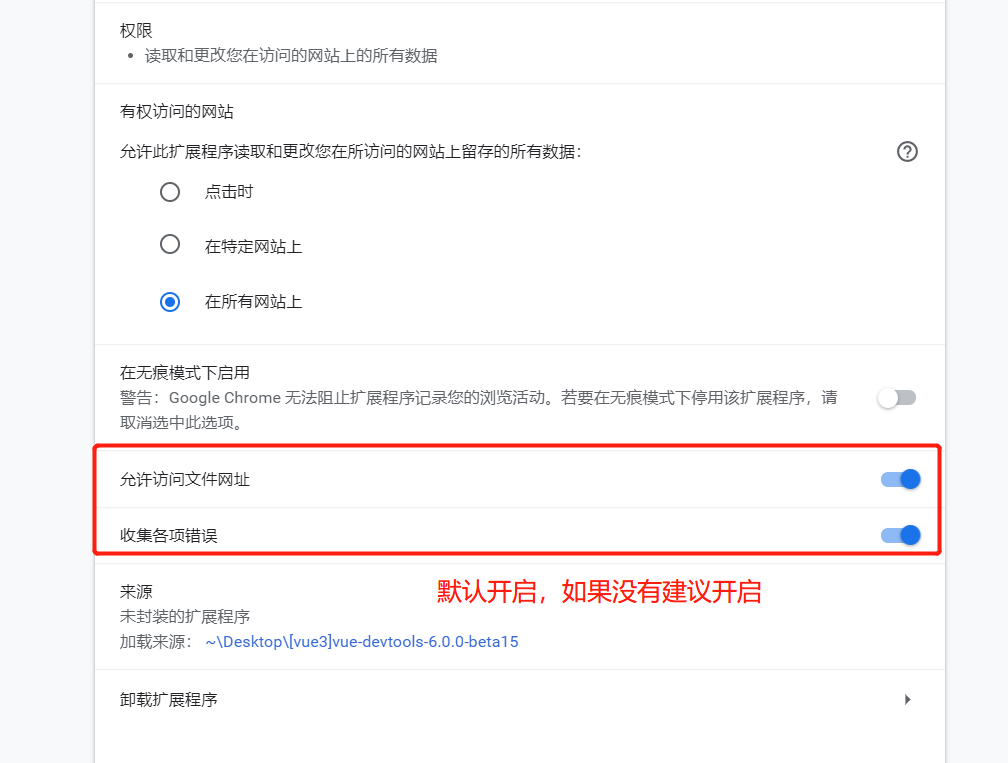 权限
• 读取和更改您在访问的网站上的所有数据
有权访问的网站
允许此扩展程序读取和更改您在所访问的网站上留存的所有数据：
点击时
在特定网站上
在所有网站上
在无痕模式下启用
警告：Google Chrome 无法阻止扩展程序记录您的浏览活动。若要在无痕模式下停用该扩展程序，请
取消选中此选项。
允许访问文件网址
收集各项错误
来源
默认开启，如果没有建议开启
未封装的扩展程序
加载来源： ~\Desktop\[vue3]vue-devtools-6.0.0-beta15
卸载扩展程序